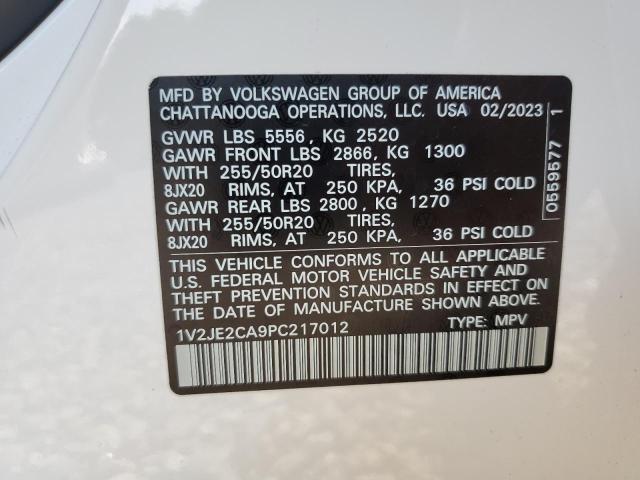 MFD BY VOLKSWAGEN GROUP OF AMERICA
CHATTANOOGA OPERATIONS, LLC. USA 02/2023
GVWR LBS 5556, KG 2520
GAWR FRONT LBS 2866, KG 1300
WITH 255/50R20 TIRES,
8JX20 RIMS, AT 250 KPA, 36 PSI COLD
GAWR REAR LBS 2800, KG 1270
WITH 255/50R20 TIRES,
8JX20 RIMS, AT 250 KPA, 36 PSI COLD
THIS VEHICLE CONFORMS TO ALL APPLICABLE
U.S. FEDERAL MOTOR VEHICLE SAFETY AND
THEFT PREVENTION STANDARDS IN EFFECT ON
THE DATE OF MANUFACTURE SHOWN ABOVE.
1V2JE2CA9PC217012 TYPE: MPV
0559577 1